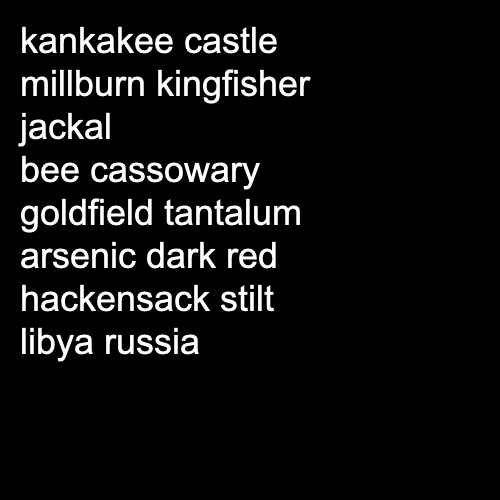 kankakee castle
millburn kingfisher
jackal
bee cassowary
goldfield tantalum
arsenic dark red
hackensack stilt
libya russia